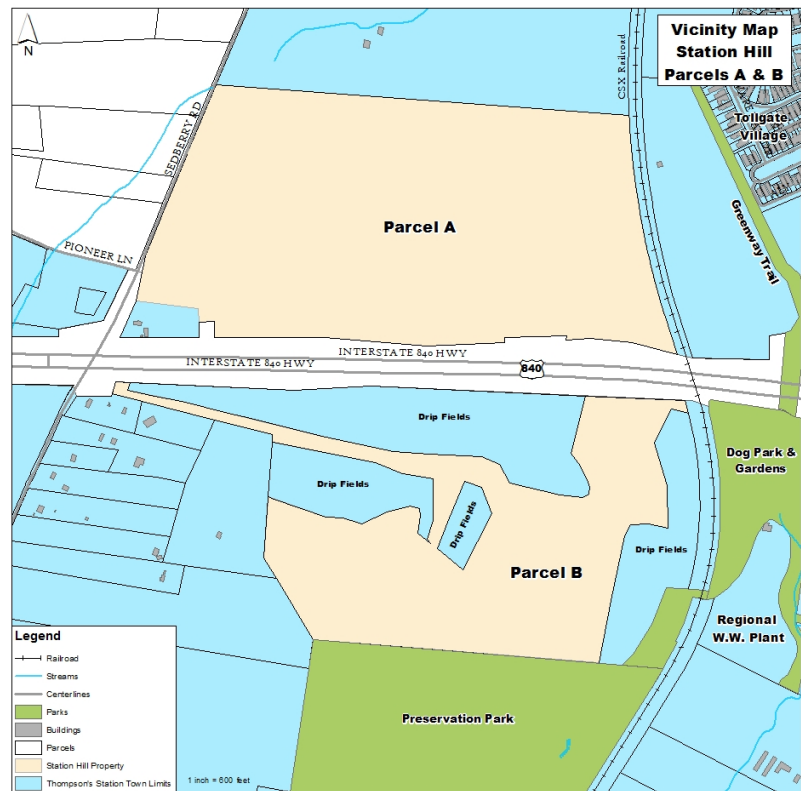 N
Vicinity Map
Station Hill
Parcels A & B
CSX Railroad
Tollgate
Village
SEDBERRY RD
Parcel A
Greenway Trail
PIONEER LN
INTERSTATE 840 HWY
INTERSTATE 840 HWY
840
Drip Fields
Dog Park &
Gardens
Drip Fields
Drip Fields
Drip Fields
Parcel B
Regional
W.W. Plant
Legend
Railroad
Streams
Centerlines
Parks
Buildings
Parcels
Station Hill Property
Thompson's Station Town Limits
Preservation Park
1 inch = 600 feet